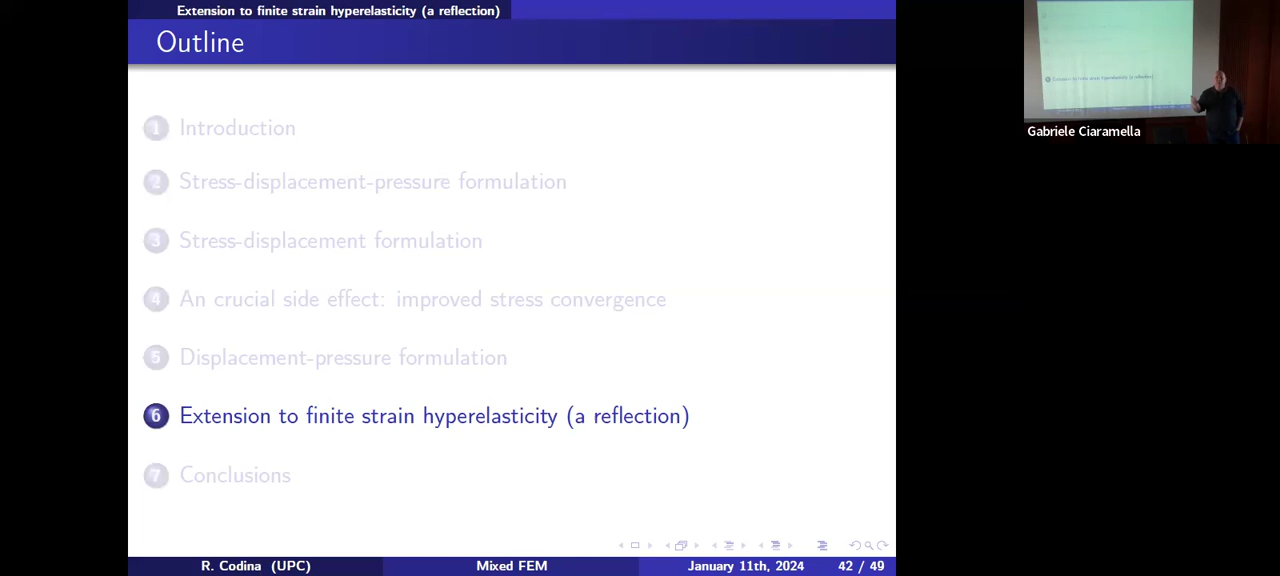 Extension to finite strain hyperelasticity (a reflection)
Outline
1 Introduction
2 Stress-displacement-pressure formulation
3 Stress-displacement formulation
4 An crucial side effect: improved stress convergence
5 Displacement-pressure formulation
6 Extension to finite strain hyperelasticity (a reflection)
7 Conclusions
R. Codina (UPC) Mixed FEM January 11th, 2024 42 / 49
Gabriele Ciaramella